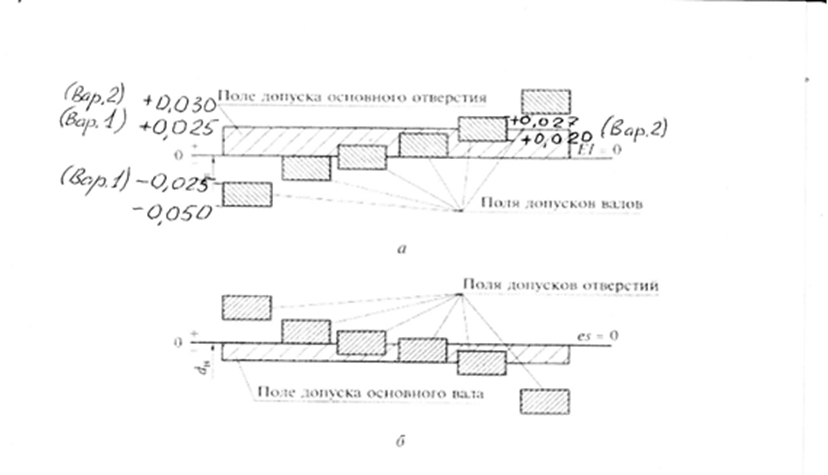 (Вар.2) +0,030 Поле допуска основного отверстия
(Вар.1) +0,025
+0,027
+0,020 (Вар.2)
+
0
EI = 0
(Вар.1) -0,025
-0,050
Поля допусков валов
а
Поля допусков отверстий
+
0
es = 0
dн
Поле допуска основного вала
б